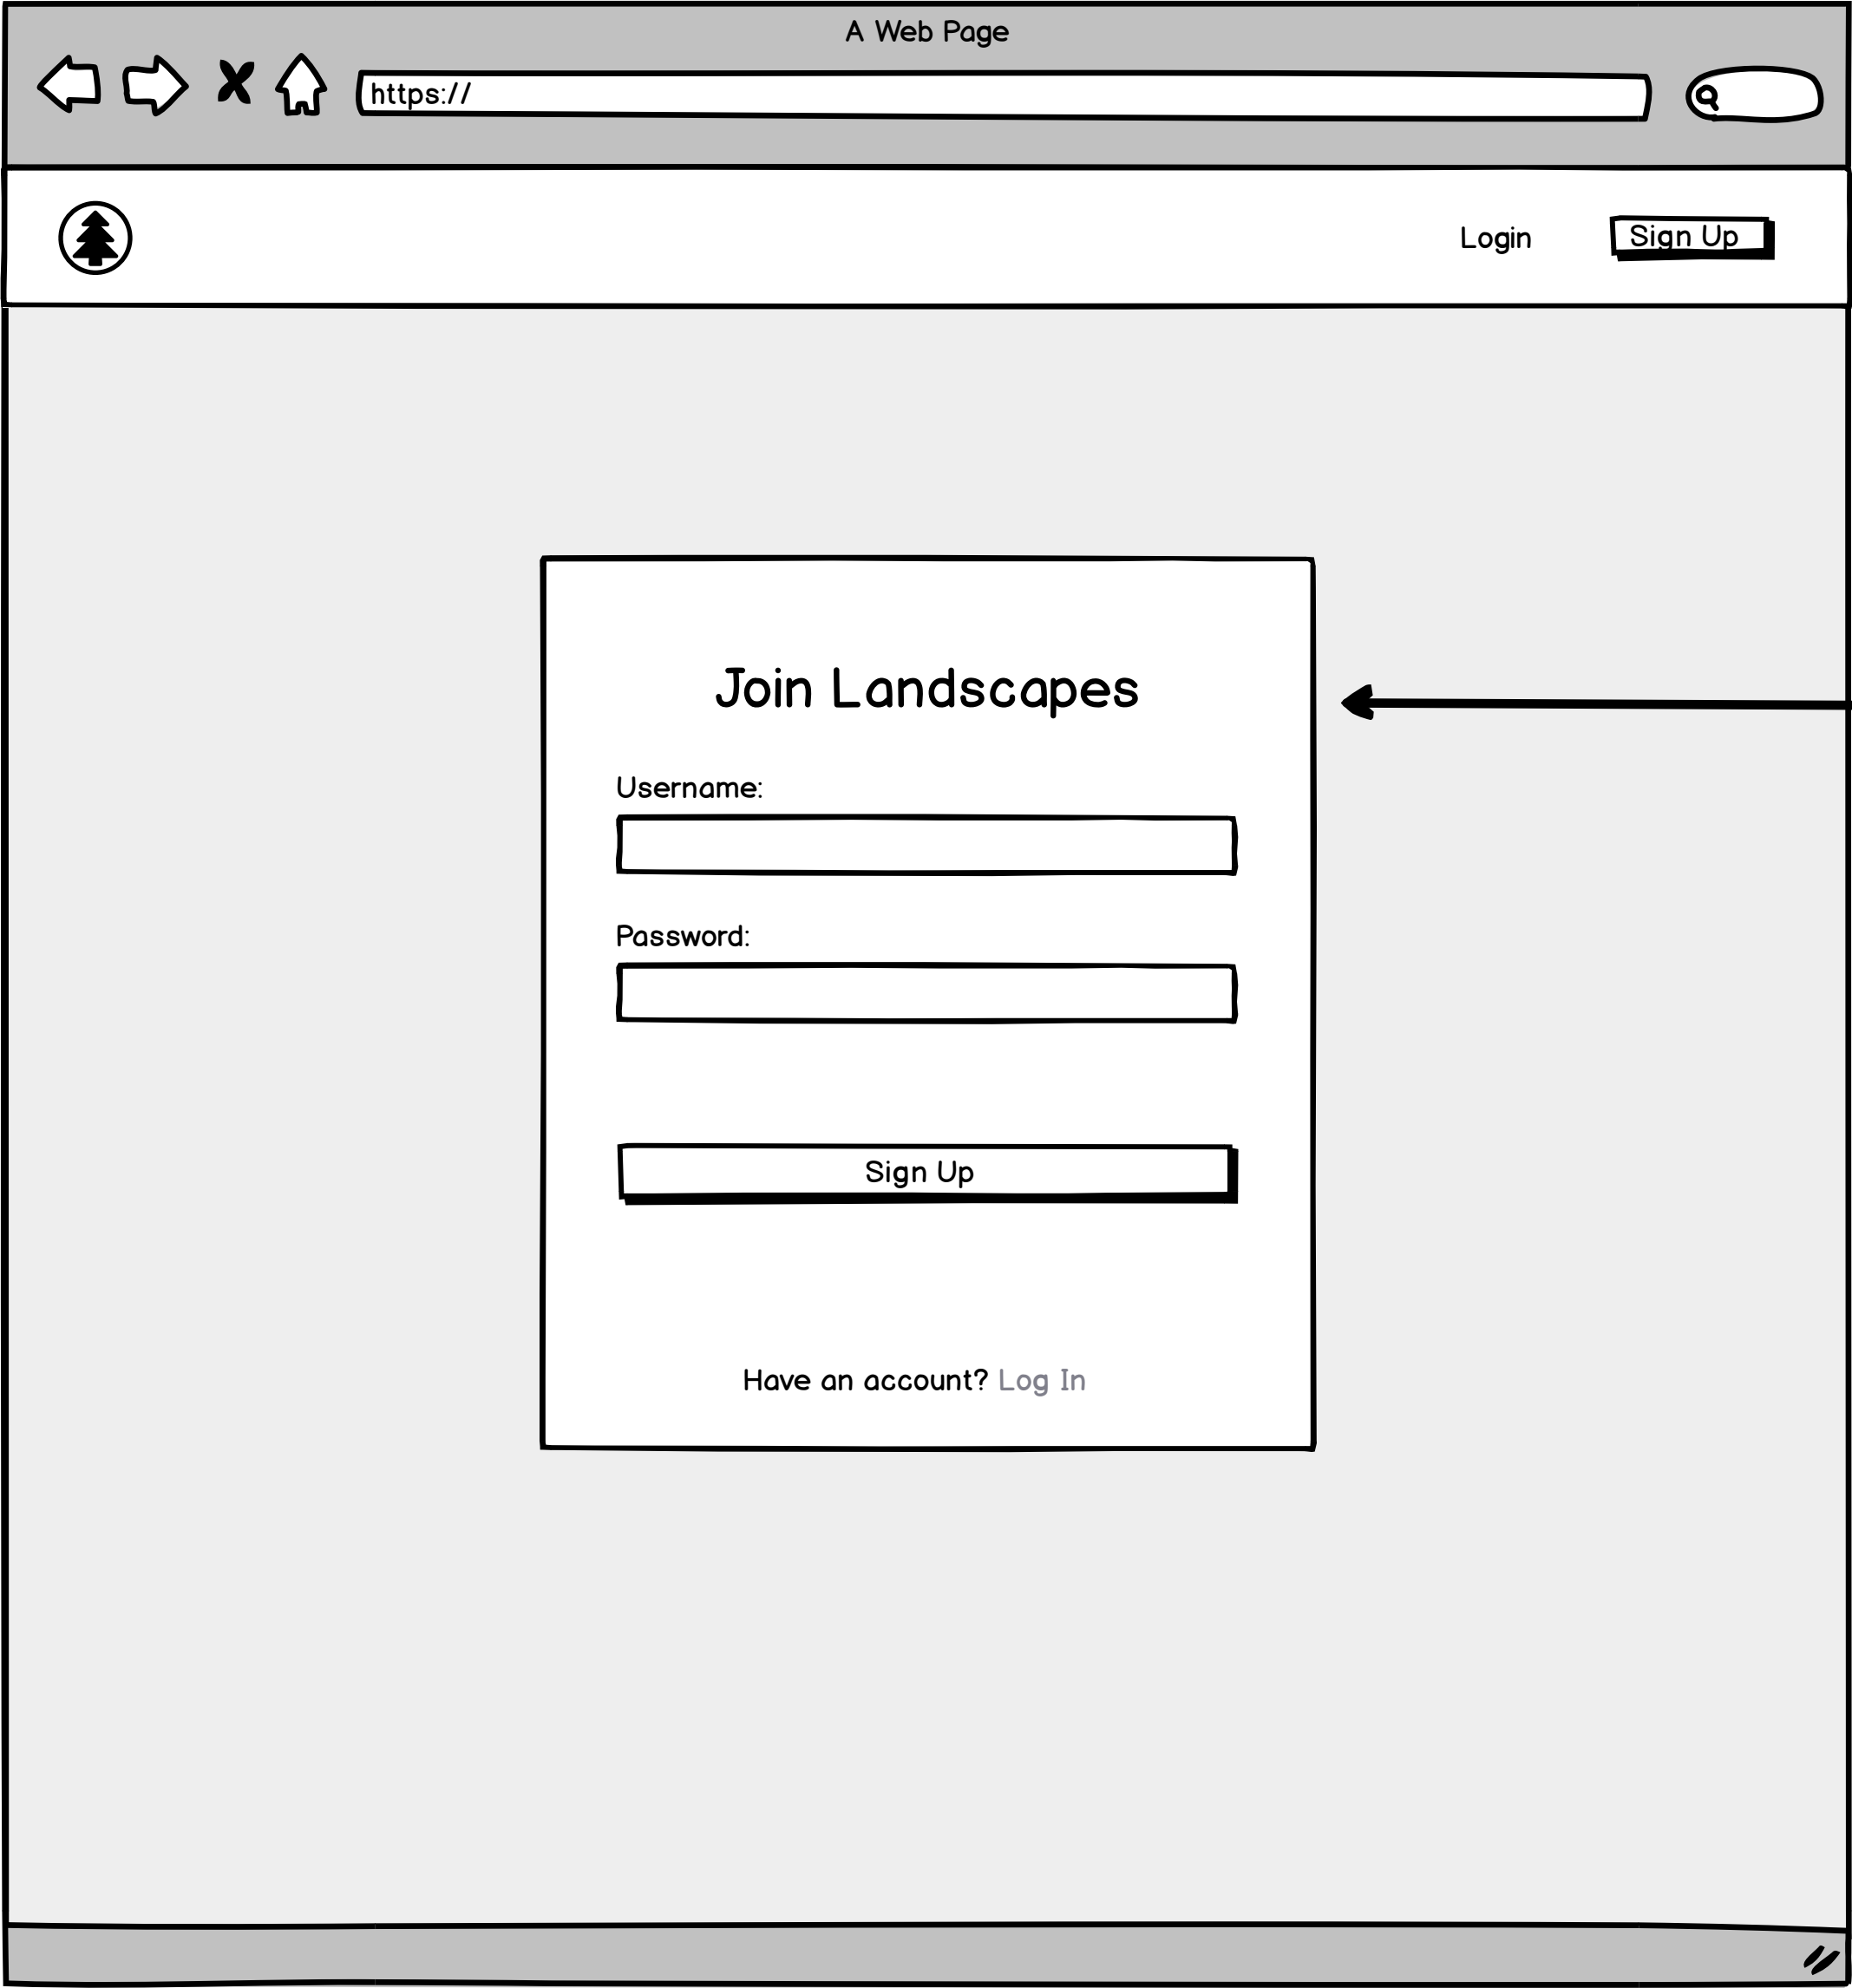 A Web Page
https://
Login
Sign Up
Join Landscapes
Username:
Password:
Sign Up
Have an account? Log In